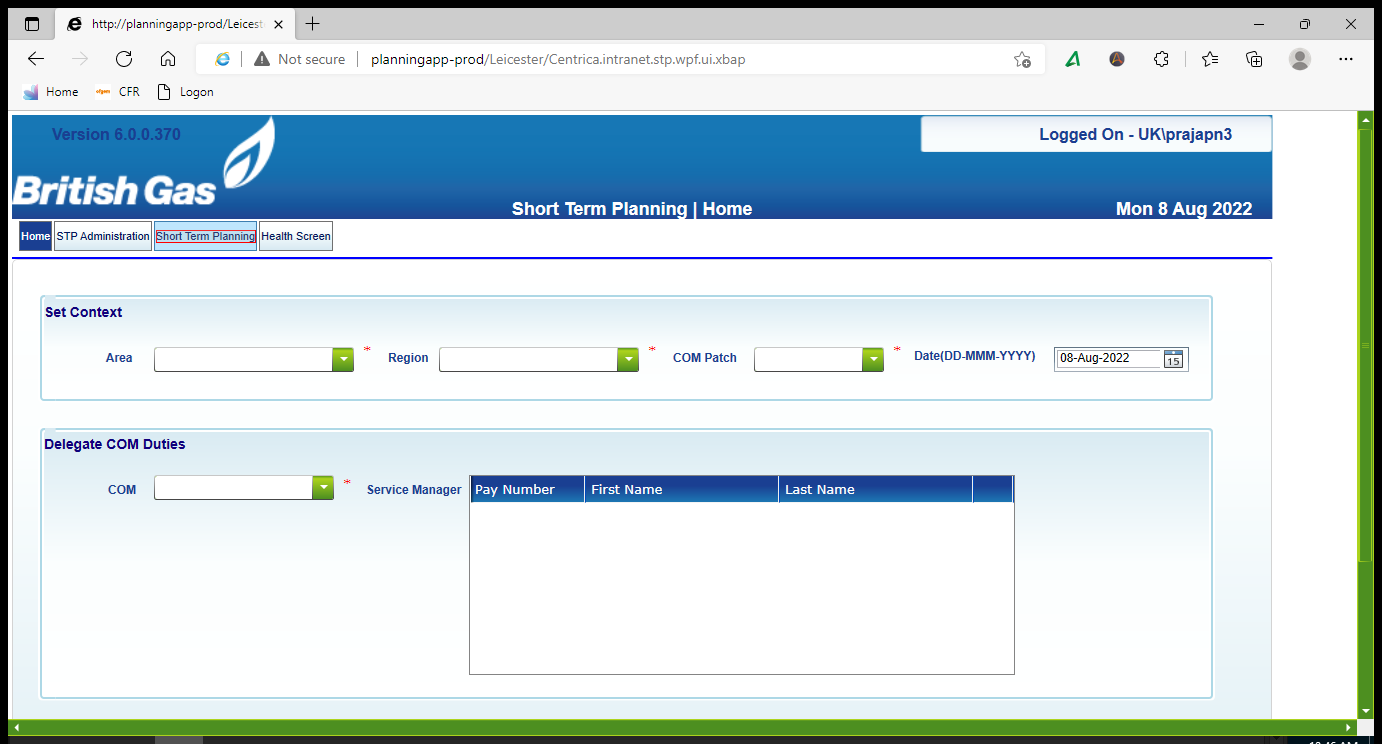 http://planningapp-prod/Leicest
Not secure planningapp-prod/Leicester/Centrica.intranet.stp.wpf.ui.xbap
Home cfgen CFR Logon
Version 6.0.0.370 Logged On - UK\prajapn3
British Gas
Short Term Planning | Home Mon 8 Aug 2022
Home STP Administration Short Term Planning Health Screen
Set Context
Area * Region * COM Patch * Date(DD-MMM-YYYY) 08-Aug-2022 15
Delegate COM Duties
COM * Service Manager Pay Number First Name Last Name